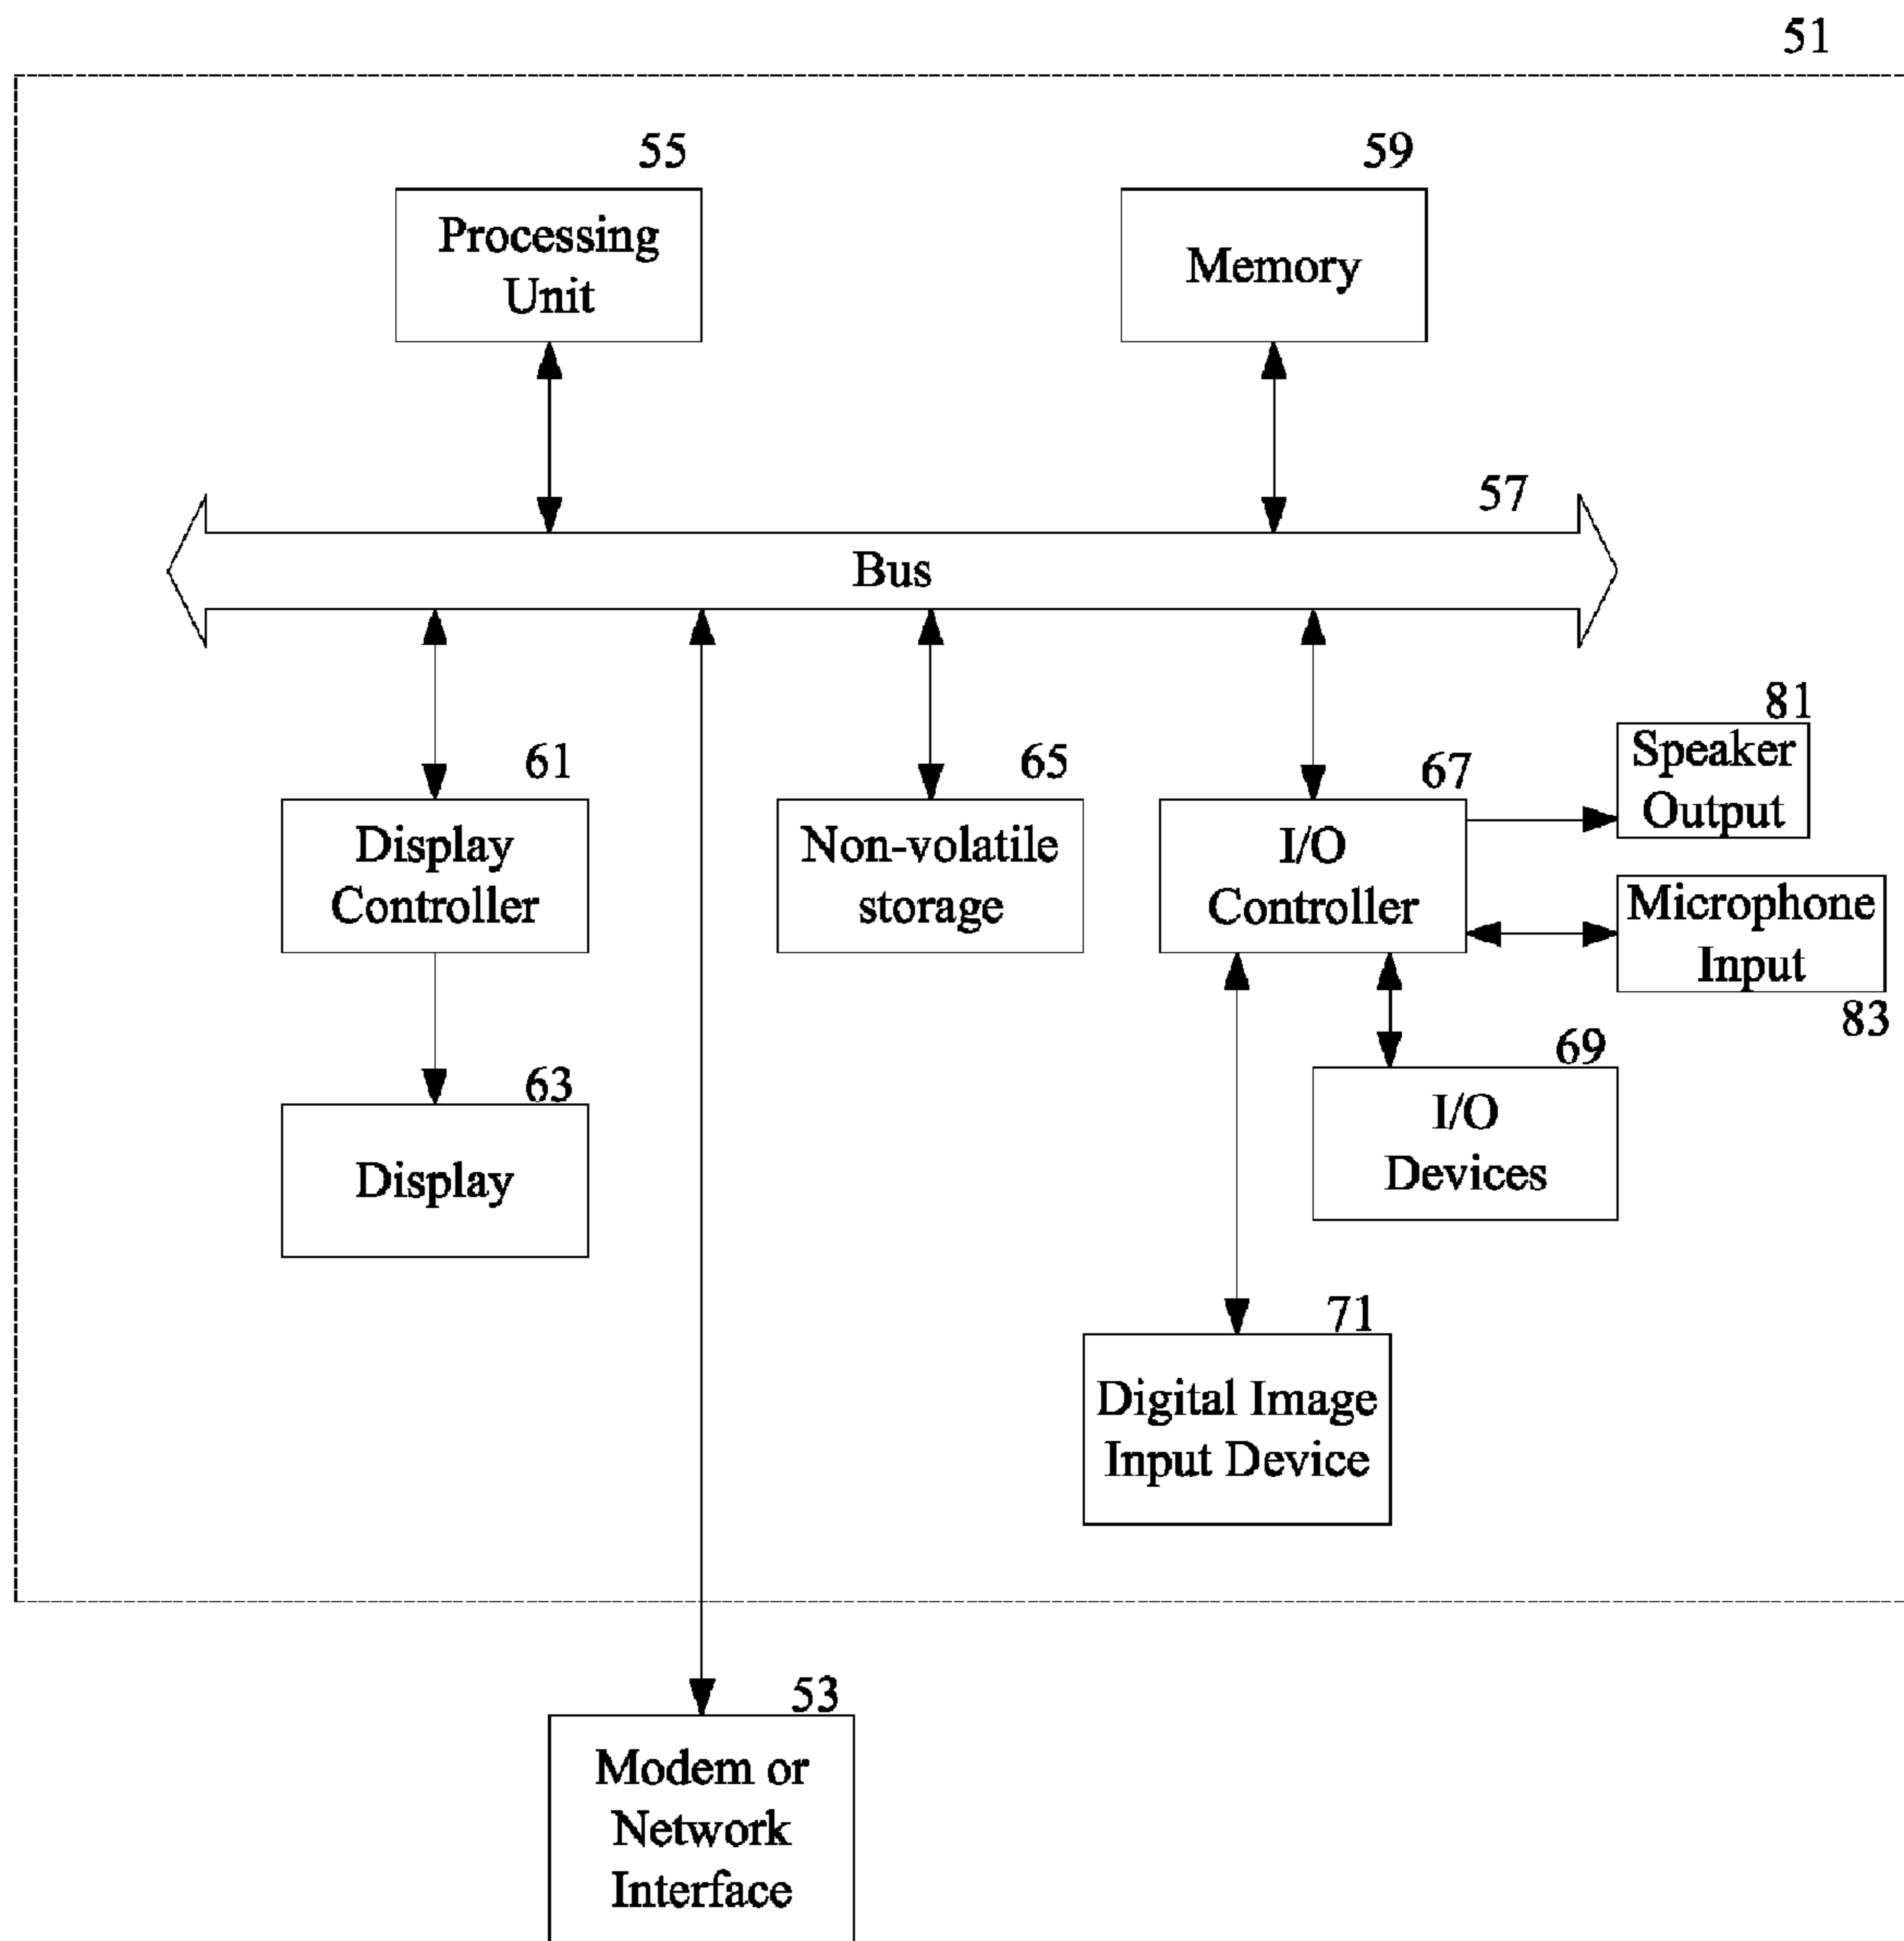 51
55
Processing
Unit
59
Memory
57
Bus
61
Display
Controller
65
Non-volatile
storage
67
I/O
Controller
81
Speaker
Output
Microphone
Input
83
63
Display
69
I/O
Devices
71
Digital Image
Input Device
53
Modem or
Network
Interface